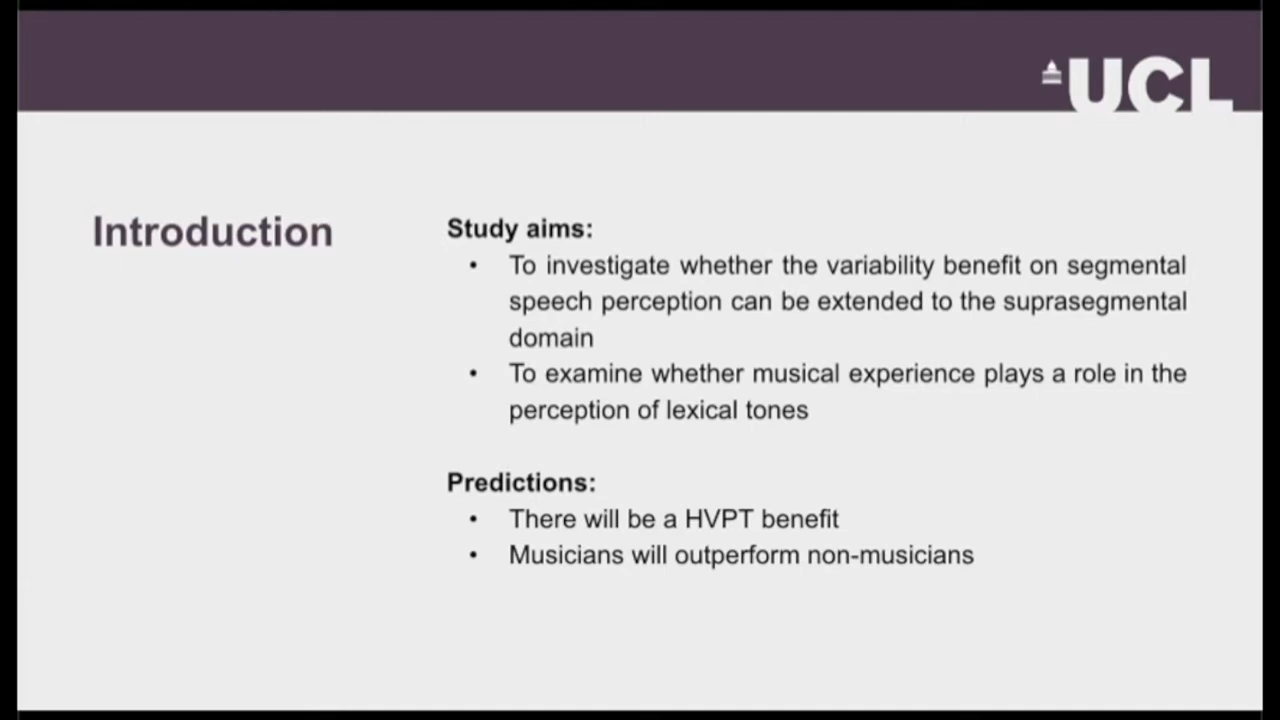 UCL
Introduction
Study aims:
• To investigate whether the variability benefit on segmental
speech perception can be extended to the suprasegmental
domain
• To examine whether musical experience plays a role in the
perception of lexical tones
Predictions:
• There will be a HVPT benefit
• Musicians will outperform non-musicians